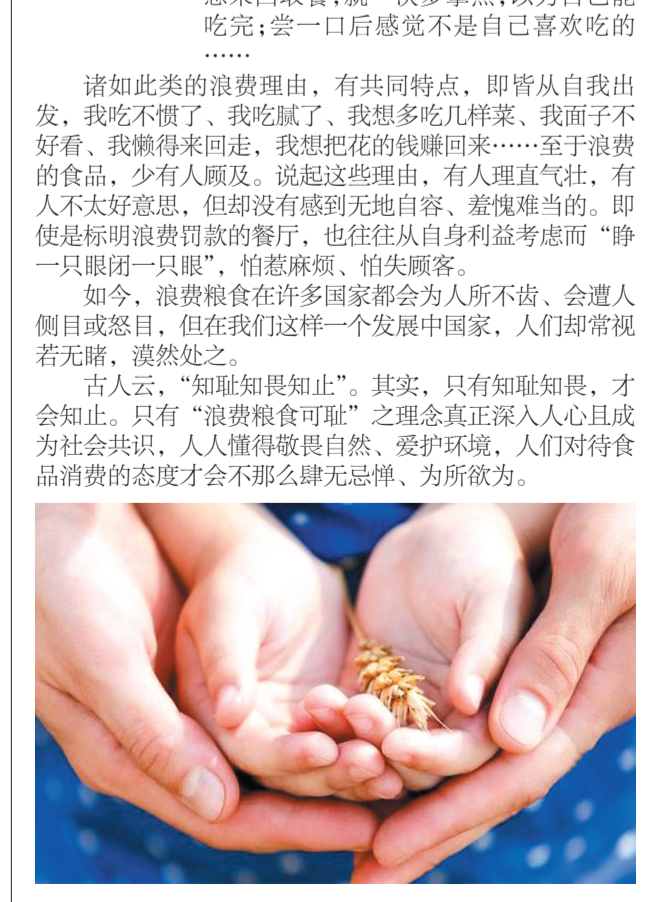 吃完；尝一口后感觉不是自己喜欢吃的
……
诸如此类的浪费理由，有共同特点，即皆从自我出
发，我吃不惯了、我吃腻了、我想多吃几样菜、我面子不
好看、我懒得来回走，我想把花的钱赚回来……至于浪费
的食品，少有人顾及。说起这些理由，有人理直气壮，有
人不太好意思，但却没有感到无地自容、羞愧难当的。即
使是标明浪费罚款的餐厅，也往往从自身利益考虑而“睁
一只眼闭一只眼”，怕惹麻烦、怕失顾客。
如今，浪费粮食在许多国家都会为人所不齿、会遭人
侧目或怒目，但在我们这样一个发展中国家，人们却常视
若无睹，漠然处之。
古人云，“知耻知畏知止”。其实，只有知耻知畏，才
会知止。只有“浪费粮食可耻”之理念真正深入人心且成
为社会共识，人人懂得敬畏自然、爱护环境，人们对待食
品消费的态度才会不那么肆无忌惮、为所欲为。